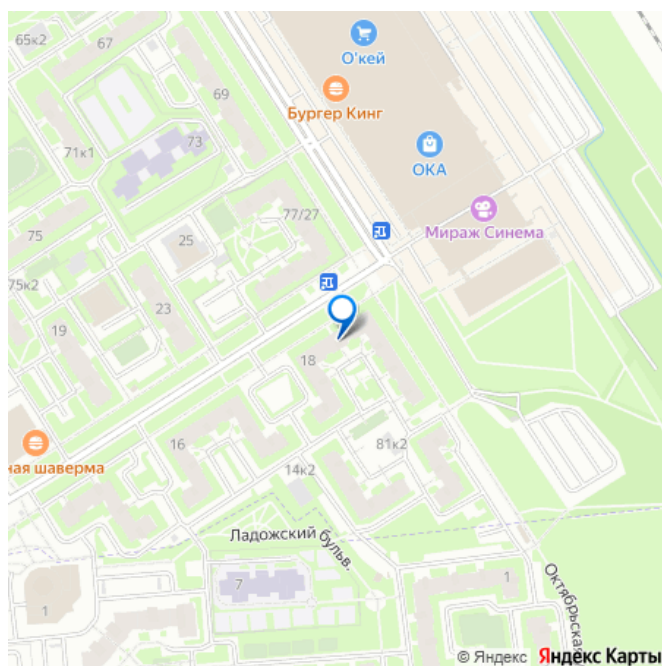 65к2
67
О'кей
Бургер Кинг
69
71к1
73
ОКА
77/27
Мираж Синема
75
25
75к2
23
19
18
ная шаверма
16
81к2
14к2
Ладожский бульв.
7
1
1
Октябрьская
© Яндекс Яндекс Карты